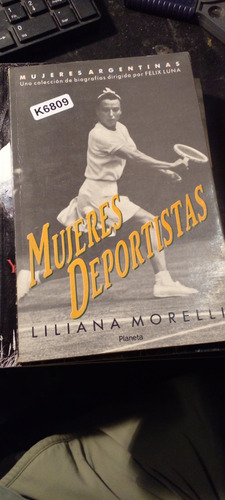 MUJERES ARGENTINAS
Una colección de biografías dirigida por FELIX LUNA
K6809
MUJERES
DEPORTISTAS
LILIANA MORELLI
Planeta